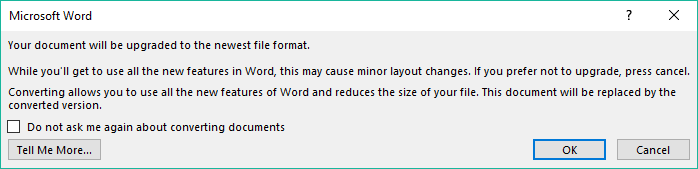 Microsoft Word
Your document will be upgraded to the newest file format.
While you'll get to use all the new features in Word, this may cause minor layout changes. If you prefer not to upgrade, press cancel.
Converting allows you to use all the new features of Word and reduces the size of your file. This document will be replaced by the
converted version.
Do not ask me again about converting documents
Tell Me More... OK Cancel